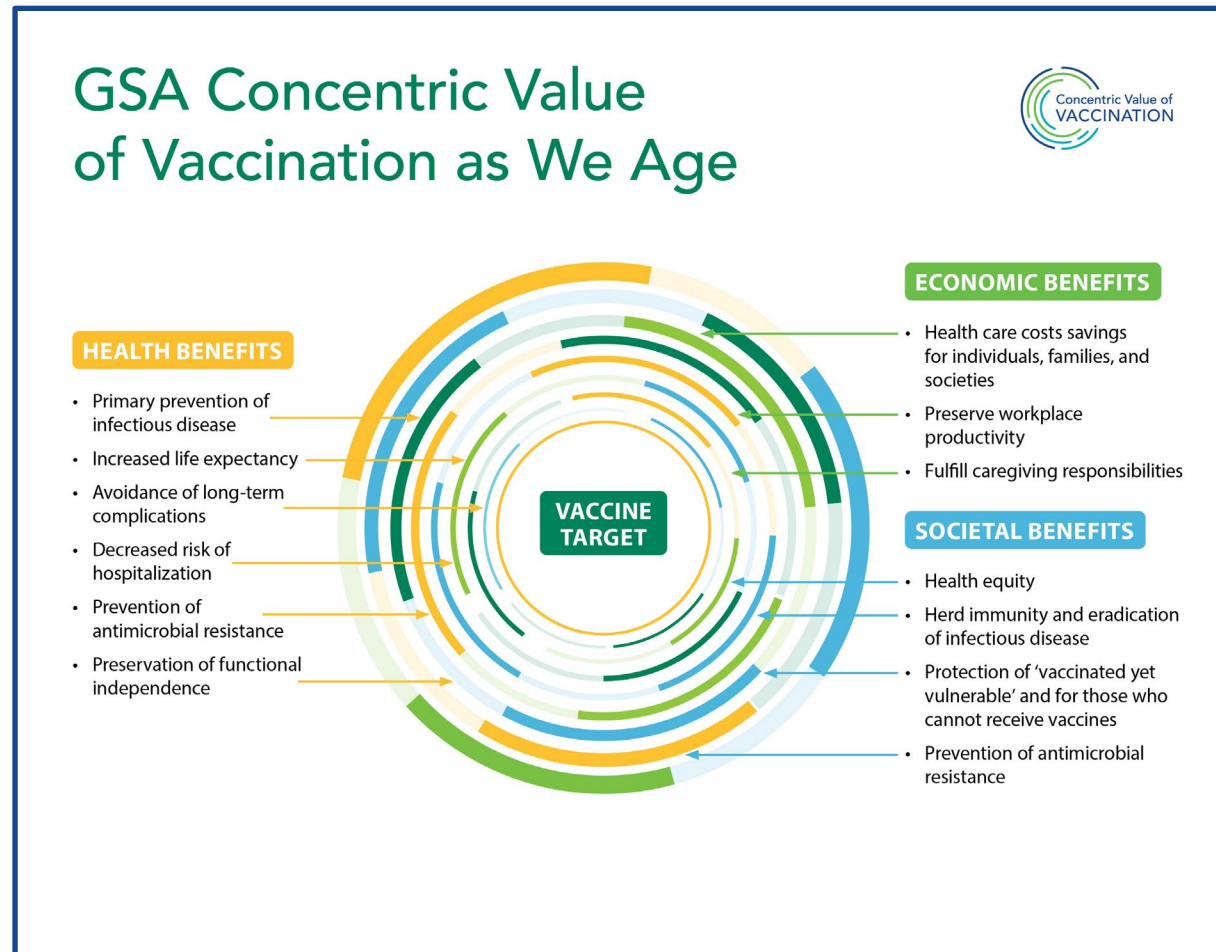 GSA Concentric Value
of Vaccination as We Age
Concentric Value of
VACCINATION
HEALTH BENEFITS
• Primary prevention of
infectious disease
• Increased life expectancy
• Avoidance of long-term
complications
• Decreased risk of
hospitalization
• Prevention of
antimicrobial resistance
• Preservation of functional
independence
VACCINE
TARGET
ECONOMIC BENEFITS
• Health care costs savings
for individuals, families, and
societies
• Preserve workplace
productivity
• Fulfill caregiving responsibilities
SOCIETAL BENEFITS
• Health equity
• Herd immunity and eradication
of infectious disease
• Protection of ‘vaccinated yet
vulnerable’ and for those who
cannot receive vaccines
• Prevention of antimicrobial
resistance